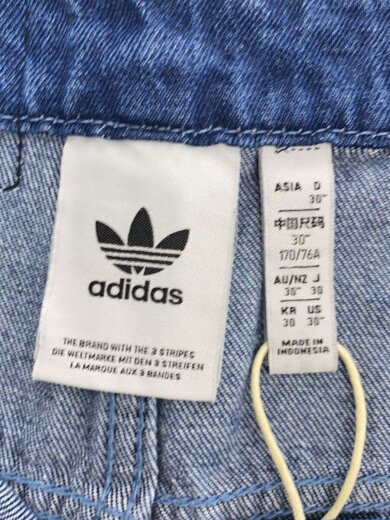 adidas
THE BRAND WITH THE 3 STRIPES
DIE WELTMARKE MIT DEN 3 STREIFEN
LA MARQUE AUX 3 BANDES
ASIA D
30" 30"
中国尺码
30"
170/76A
AU/NZ J
30" 30
KR US
30 30"
MADE IN
INDONESIA